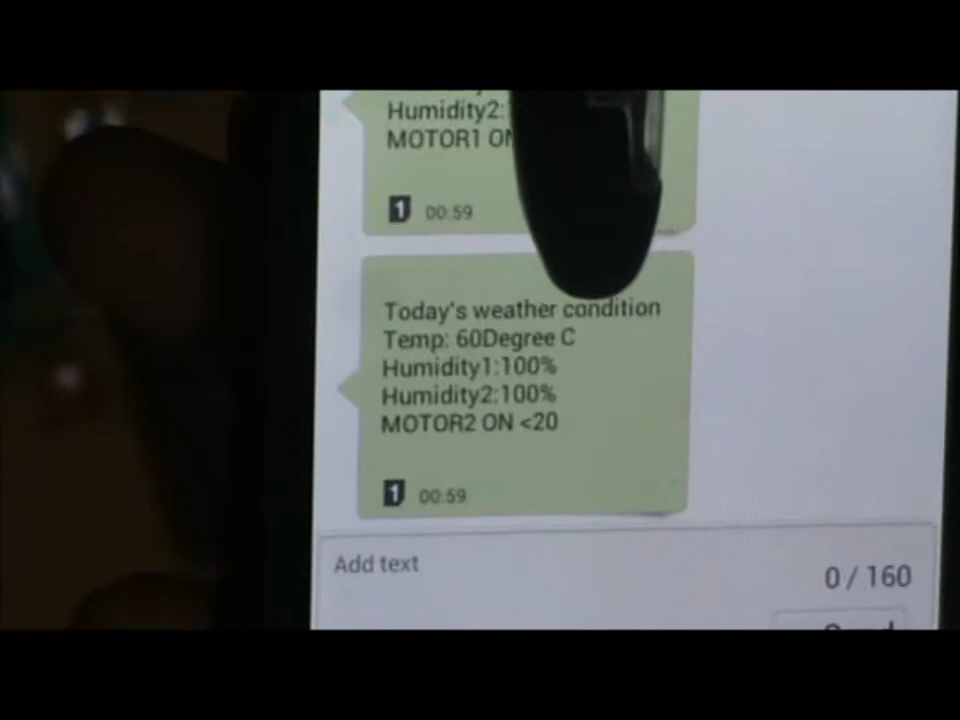 Humidity2:
MOTOR1 ON
1 00:59
Today's weather condition
Temp: 60Degree C
Humidity1:100%
Humidity2:100%
MOTOR2 ON <20
1 00:59
Add text
0 / 160